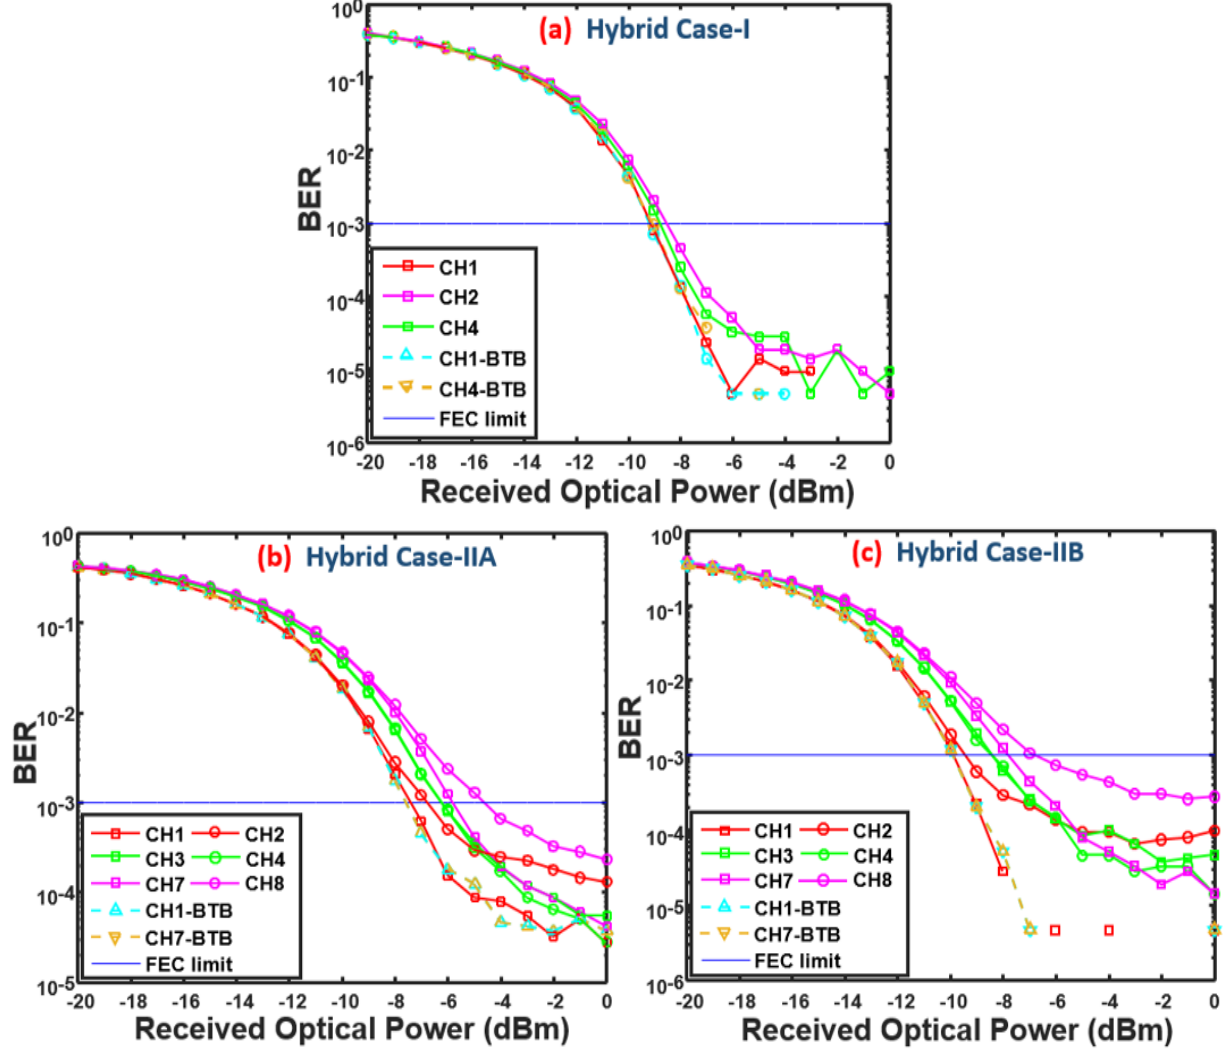 (a) Hybrid Case-I
10^0
10^-1
10^-2
10^-3
10^-4
10^-5
10^-6
BER
CH1
CH2
CH4
CH1-BTB
CH4-BTB
FEC limit
-20 -18 -16 -14 -12 -10 -8 -6 -4 -2 0
Received Optical Power (dBm)
(b) Hybrid Case-IIA
10^0
10^-1
10^-2
10^-3
10^-4
10^-5
BER
CH1 CH2
CH3 CH4
CH7 CH8
CH1-BTB
CH7-BTB
FEC limit
-20 -18 -16 -14 -12 -10 -8 -6 -4 -2 0
Received Optical Power (dBm)
(c) Hybrid Case-IIB
10^0
10^-1
10^-2
10^-3
10^-4
10^-5
10^-6
BER
CH1 CH2
CH3 CH4
CH7 CH8
CH1-BTB
CH7-BTB
FEC limit
-20 -18 -16 -14 -12 -10 -8 -6 -4 -2 0
Received Optical Power (dBm)